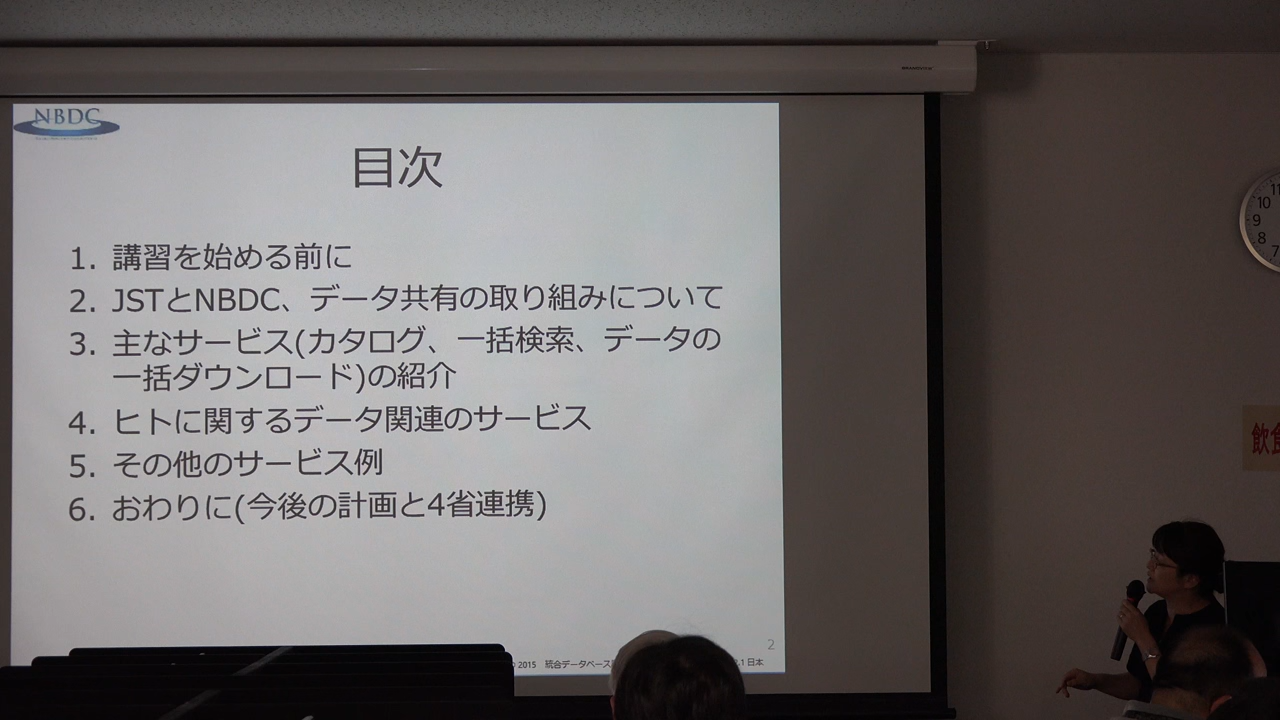 NBDC
目次
1. 講習を始める前に
2. JSTとNBDC、データ共有の取り組みについて
3. 主なサービス(カタログ、一括検索、データの
一括ダウンロード)の紹介
4. ヒトに関するデータ関連のサービス
5. その他のサービス例
6. おわりに(今後の計画と4省連携)
2
2015 統合データベース
.1 日本
11
10
9
8
7
飲食